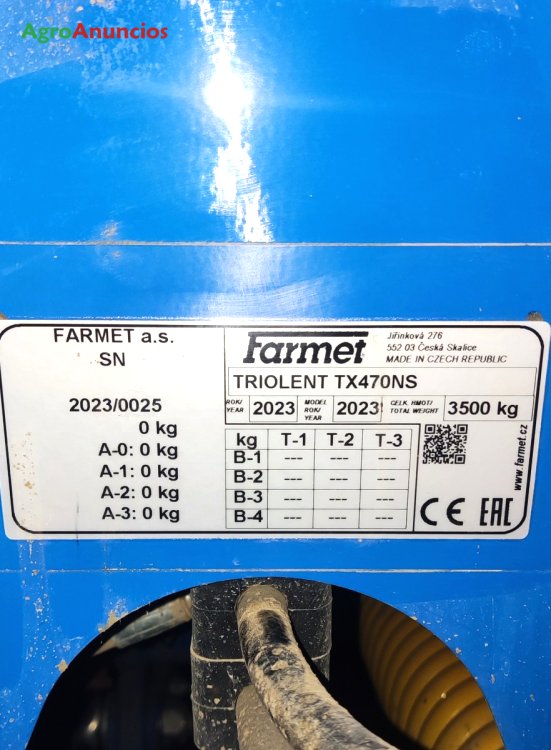 AgroAnuncios
FARMET a.s.
SN
2023/0025
0 kg
A-0: 0 kg
A-1: 0 kg
A-2: 0 kg
A-3: 0 kg
Farmet
Jiřinková 276
552 03 Česká Skalice
MADE IN CZECH REPUBLIC
TRIOLENT TX470NS
ROK/ YEAR 2023 MODEL ROK/ YEAR 2023 CELK. HMOT/ TOTAL WEIGHT 3500 kg
kg T-1 T-2 T-3
B-1 --- --- ---
B-2 --- --- ---
B-3 --- --- ---
B-4 --- --- ---
www.farmet.cz
CE EAC